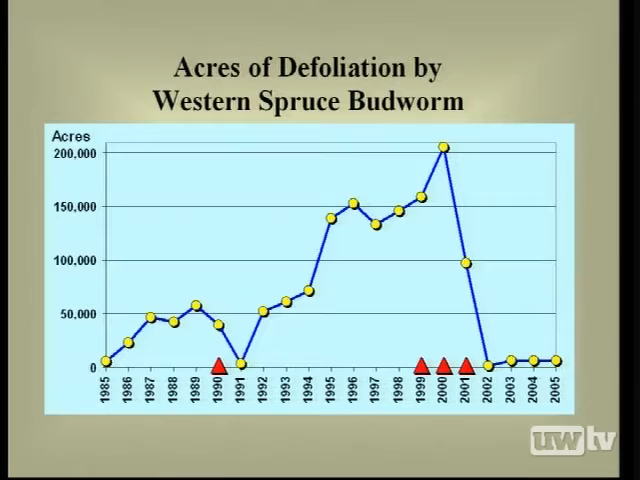 Acres of Defoliation by
Western Spruce Budworm
Acres
200,000
150,000
100,000
50,000
0
1985 1986 1987 1988 1989 1990 1991 1992 1993 1994 1995 1996 1997 1998 1999 2000 2001 2002 2003 2004 2005
uwtv